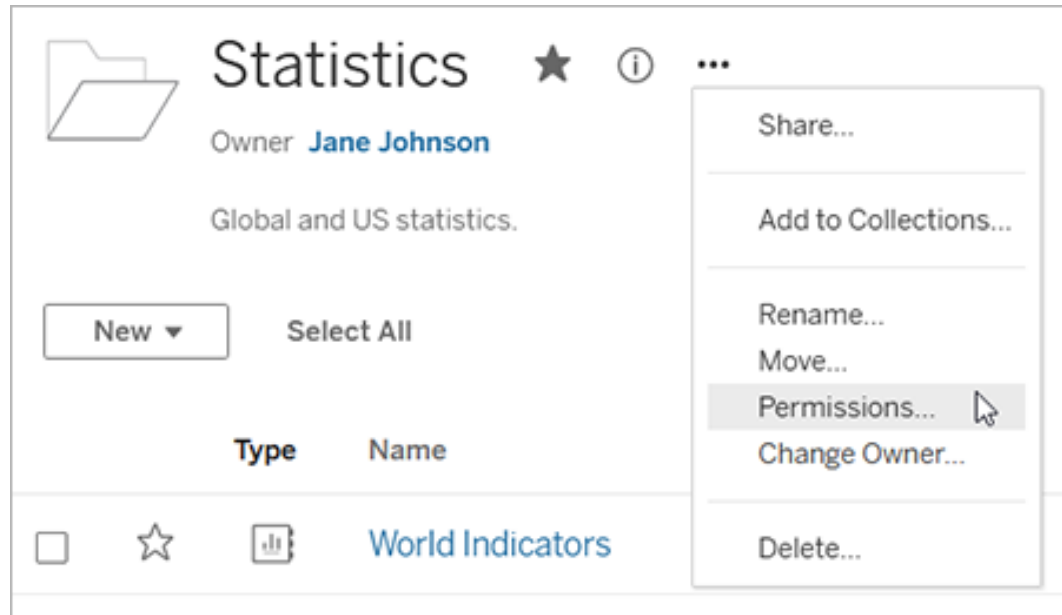 Statistics
Owner Jane Johnson
Global and US statistics.
New
Select All
Type Name
World Indicators
Share...
Add to Collections...
Rename...
Move...
Permissions...
Change Owner...
Delete...